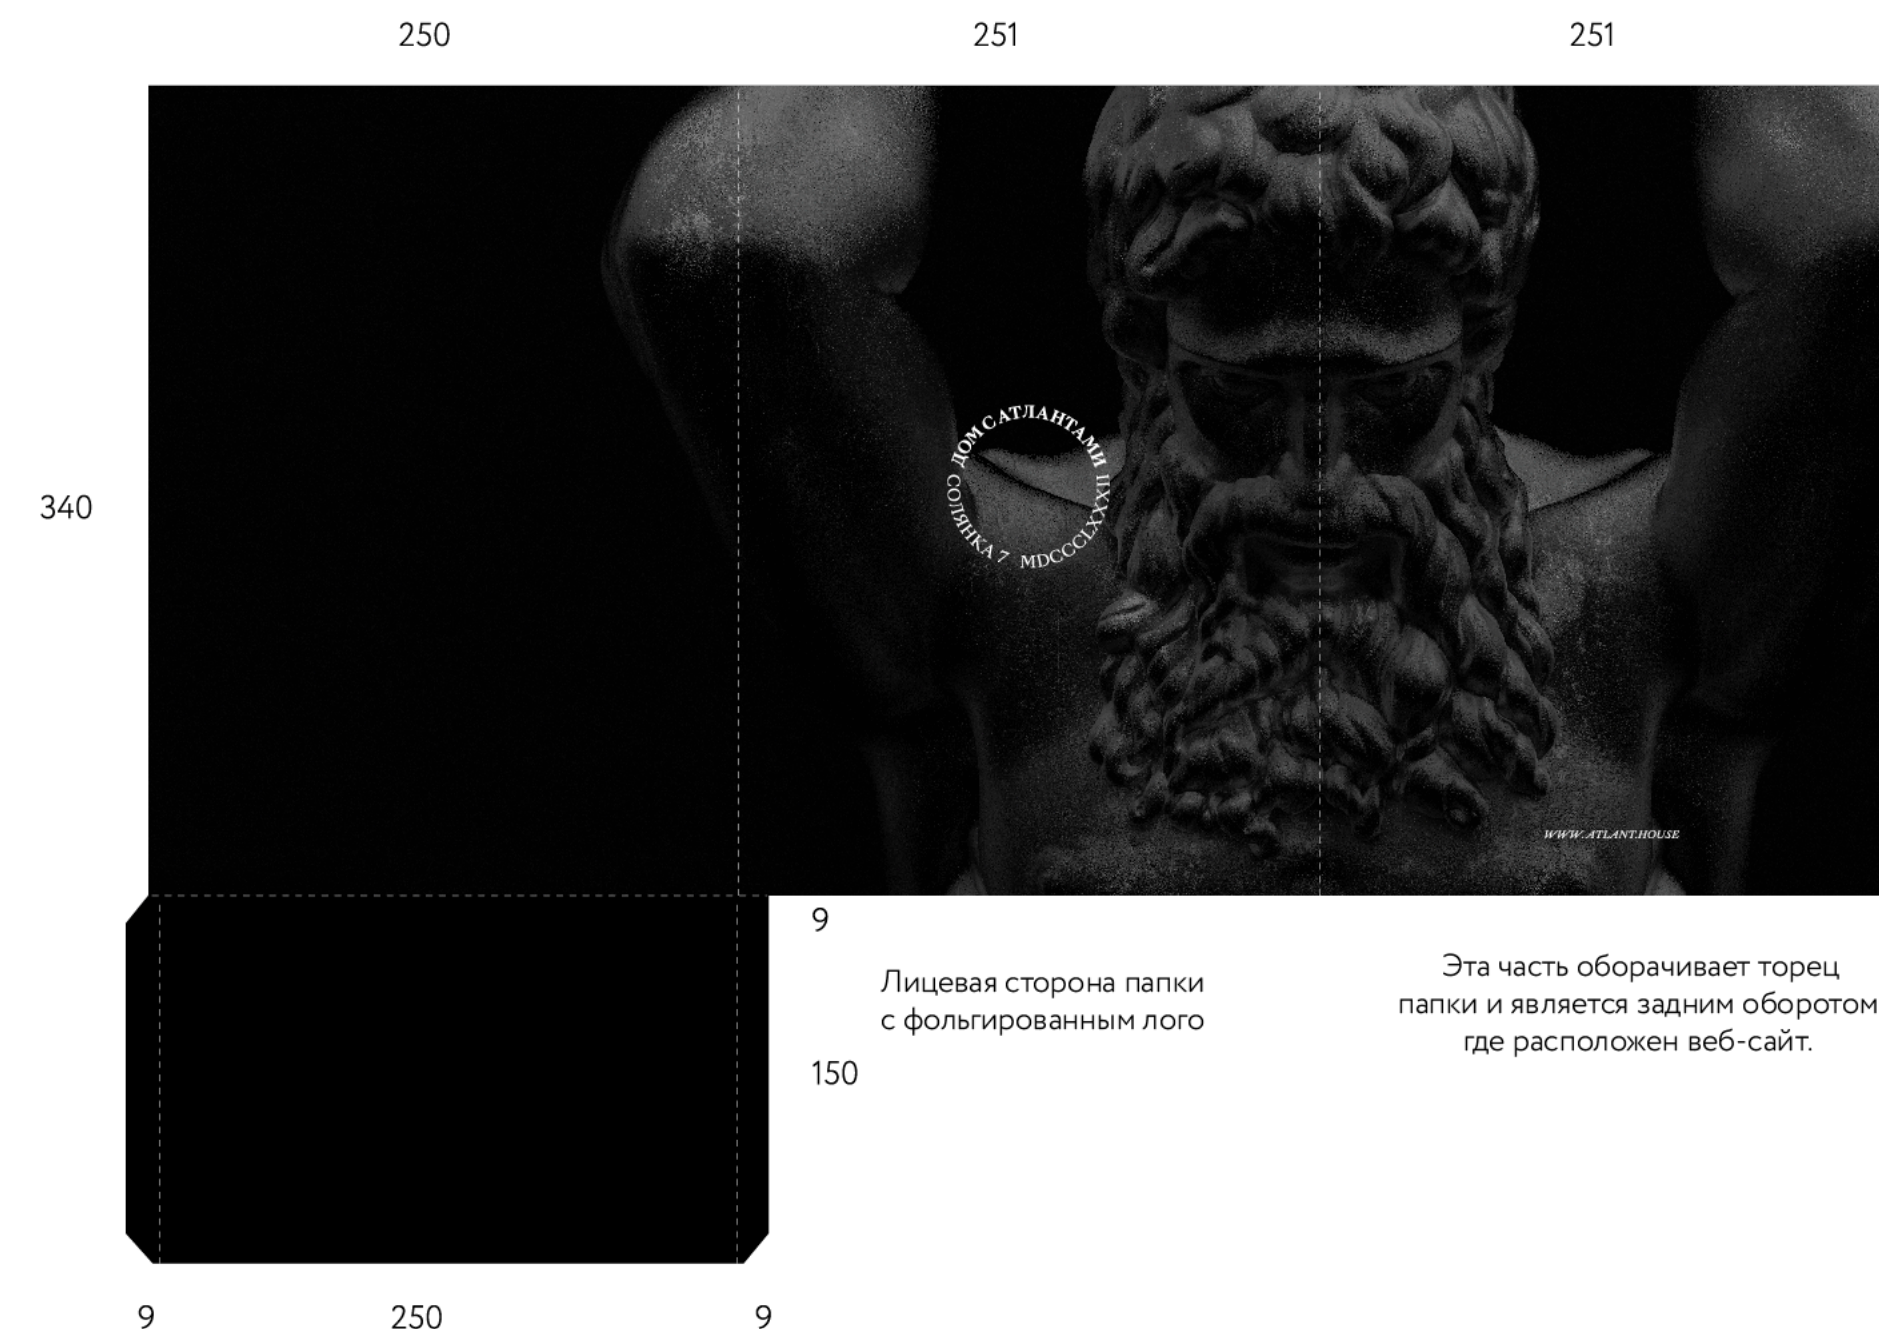 250
251
251
340
ДОМ С АТЛАНТАМИ
MDCCCLXXXII
СОЛЯНКА 7
WWW.ATLANT.HOUSE
9
Лицевая сторона папки
с фольгированным лого
Эта часть оборачивает торец
папки и является задним оборотом
где расположен веб-сайт.
150
9
250
9